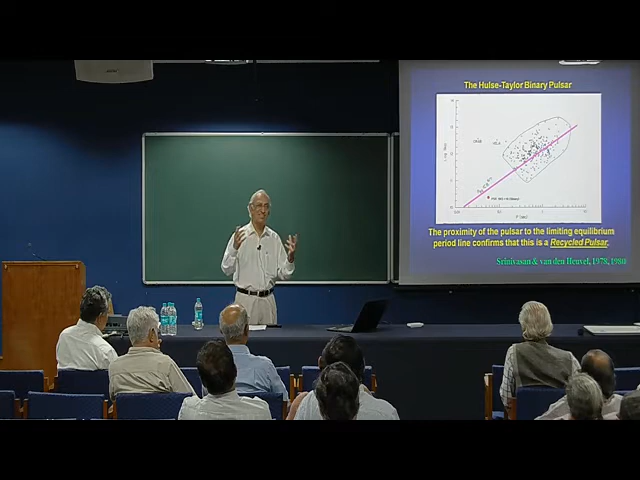 The Hulse-Taylor Binary Pulsar
The proximity of the pulsar to the limiting equilibrium
period line confirms that this is a Recycled Pulsar.
Srinivasan & van den Heuvel, 1978, 1980